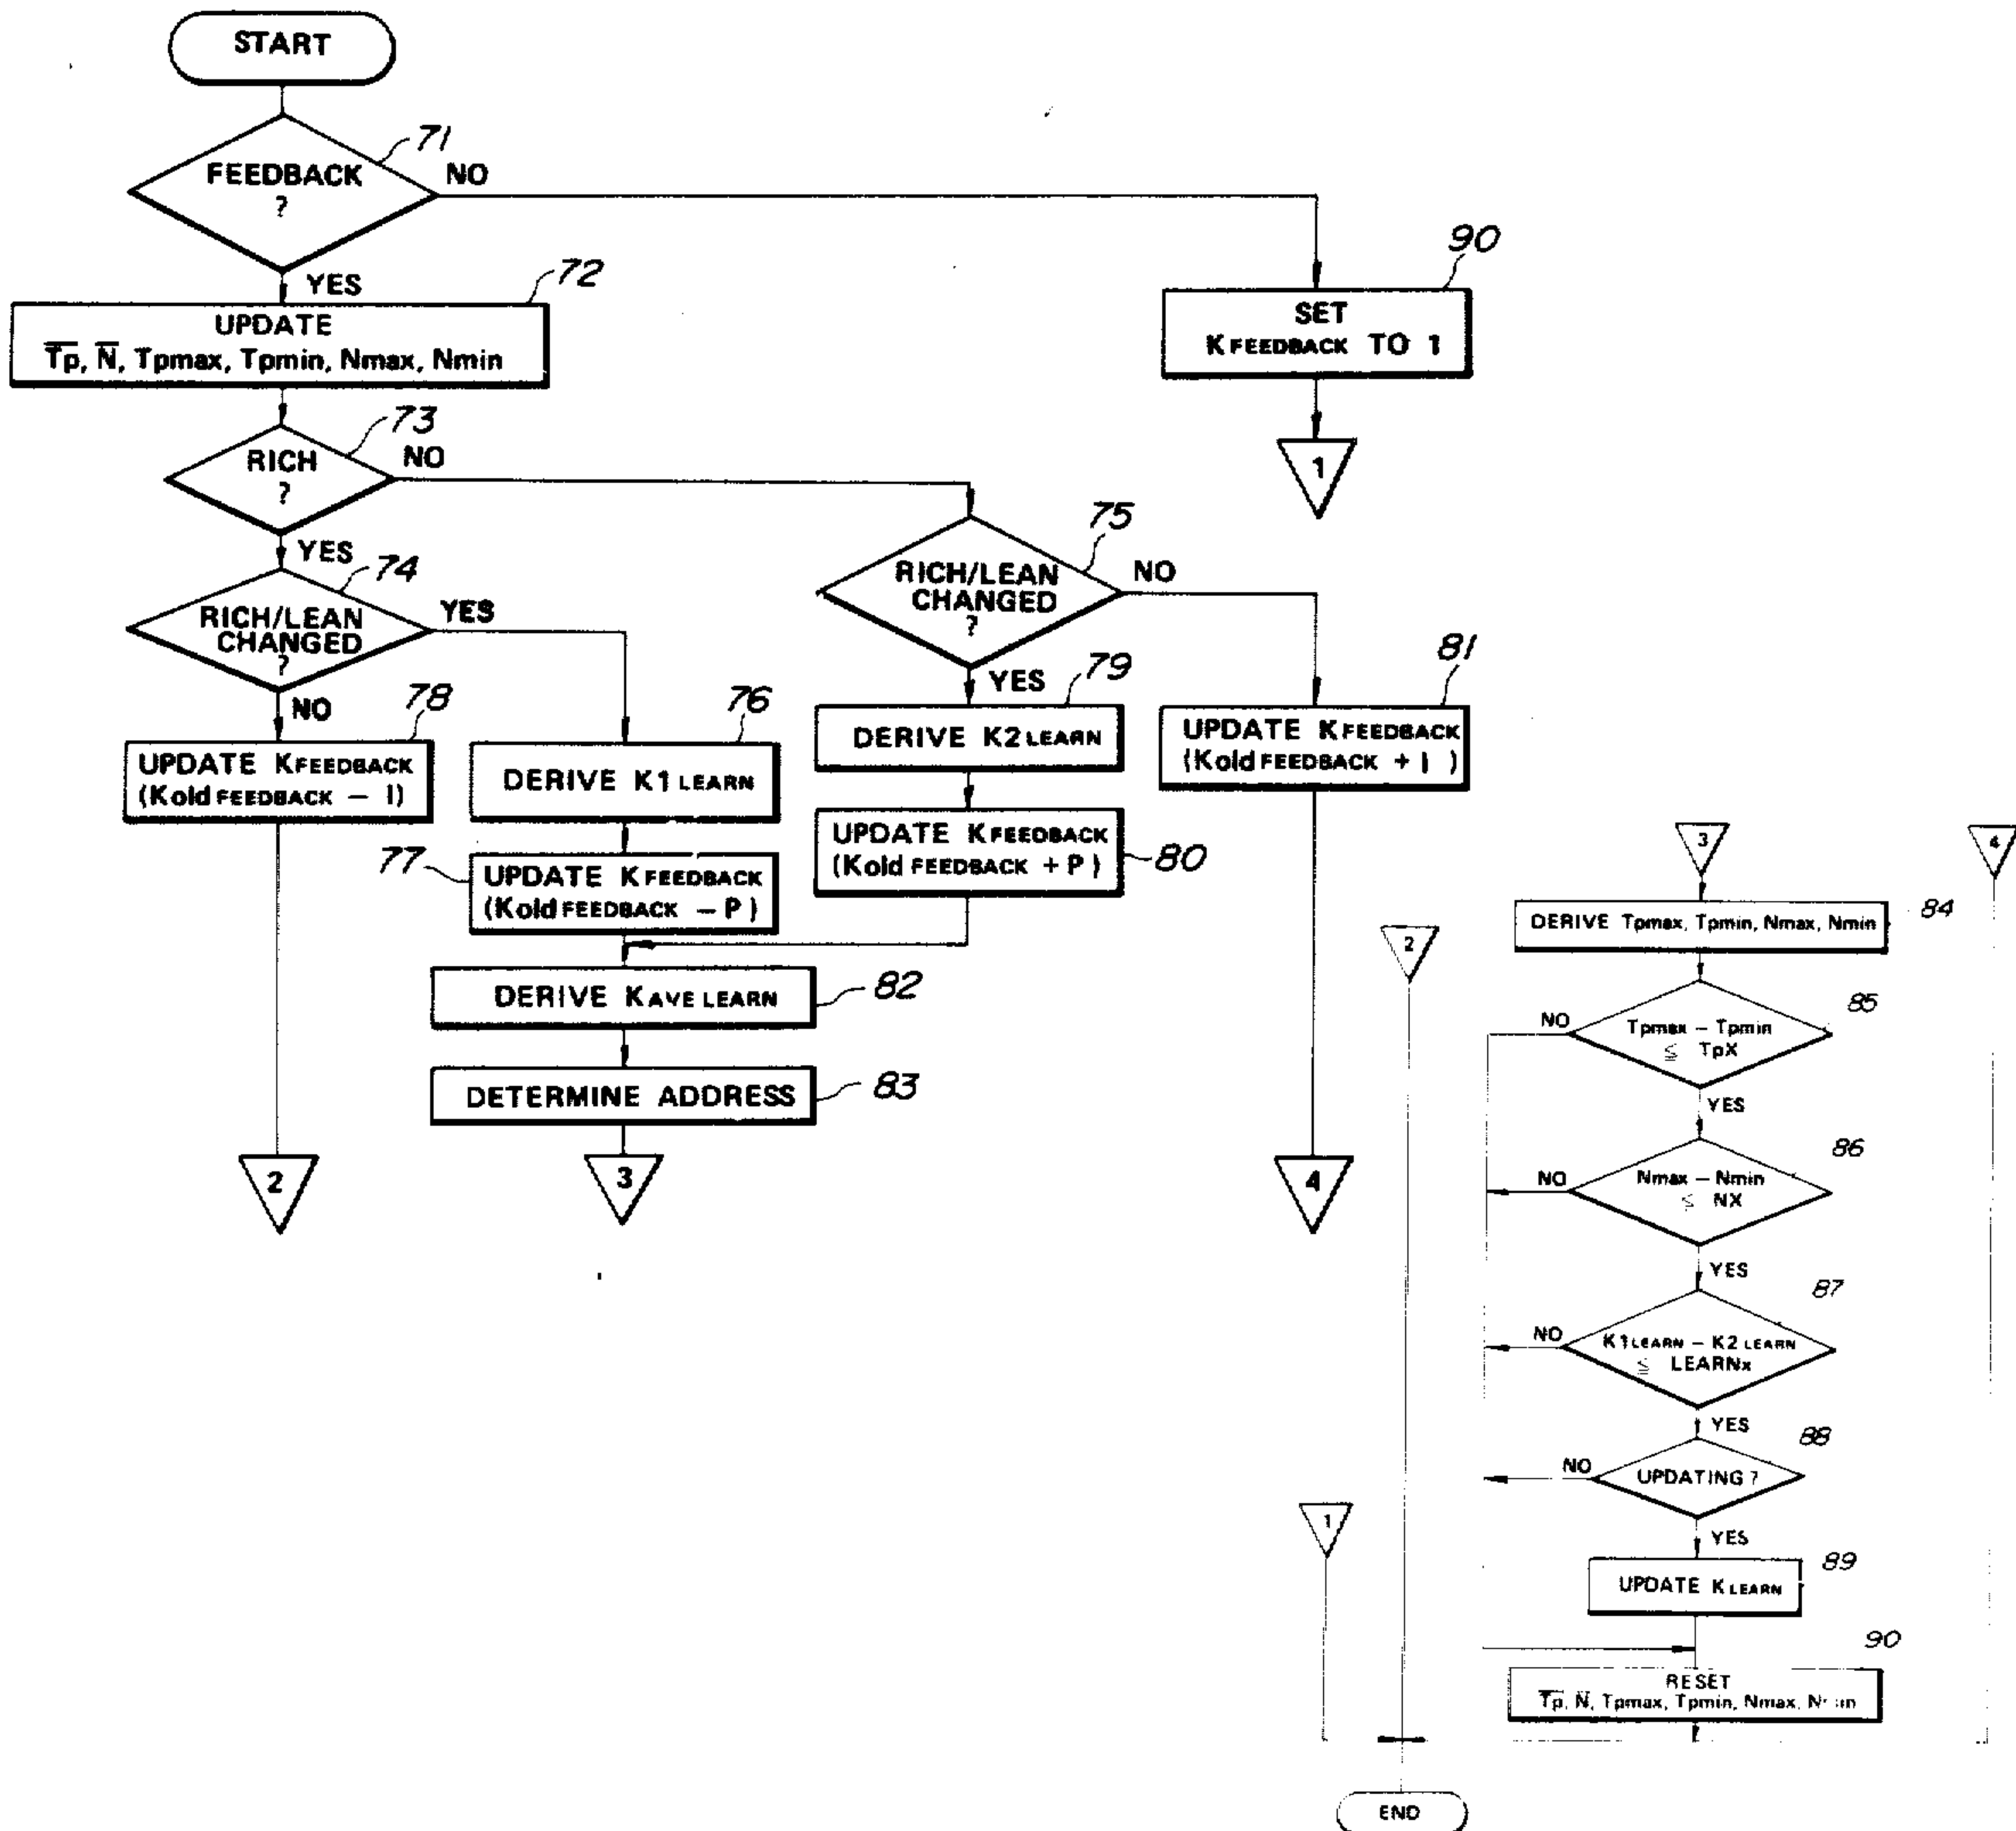 START
71
FEEDBACK
?
NO
YES
72
UPDATE
T̅p̅, N̅, Tpmax, Tpmin, Nmax, Nmin
90
SET
KFEEDBACK TO 1
1
73
RICH
?
NO
YES
74
RICH/LEAN
CHANGED
?
YES
NO
75
RICH/LEAN
CHANGED
?
NO
YES
78
UPDATE KFEEDBACK
(Kold FEEDBACK – I)
76
DERIVE K1 LEARN
77
UPDATE KFEEDBACK
(Kold FEEDBACK – P)
79
DERIVE K2 LEARN
UPDATE KFEEDBACK
(Kold FEEDBACK + P)
80
81
UPDATE KFEEDBACK
(Kold FEEDBACK + I)
DERIVE KAVE LEARN
82
DETERMINE ADDRESS
83
2
3
4
3
4
DERIVE Tpmax, Tpmin, Nmax, Nmin
84
2
85
NO
Tpmax – Tpmin
≦ TpX
YES
86
NO
Nmax – Nmin
≦ NX
YES
87
NO
K1LEARN – K2 LEARN
≦ LEARNx
YES
88
NO
UPDATING ?
1
YES
89
UPDATE KLEARN
90
RESET
T̅p̅, N̅, Tpmax, Tpmin, Nmax, Nmin
END